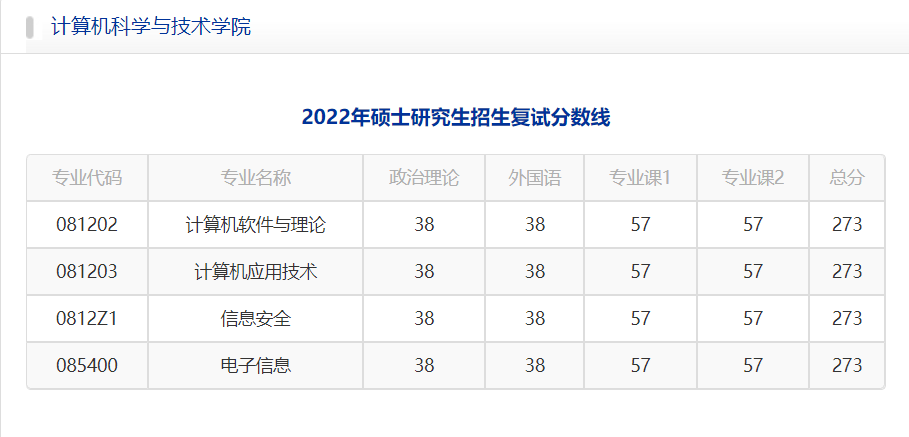 计算机科学与技术学院
2022年硕士研究生招生复试分数线
专业代码 专业名称 政治理论 外国语 专业课1 专业课2 总分
081202 计算机软件与理论 38 38 57 57 273
081203 计算机应用技术 38 38 57 57 273
0812Z1 信息安全 38 38 57 57 273
085400 电子信息 38 38 57 57 273